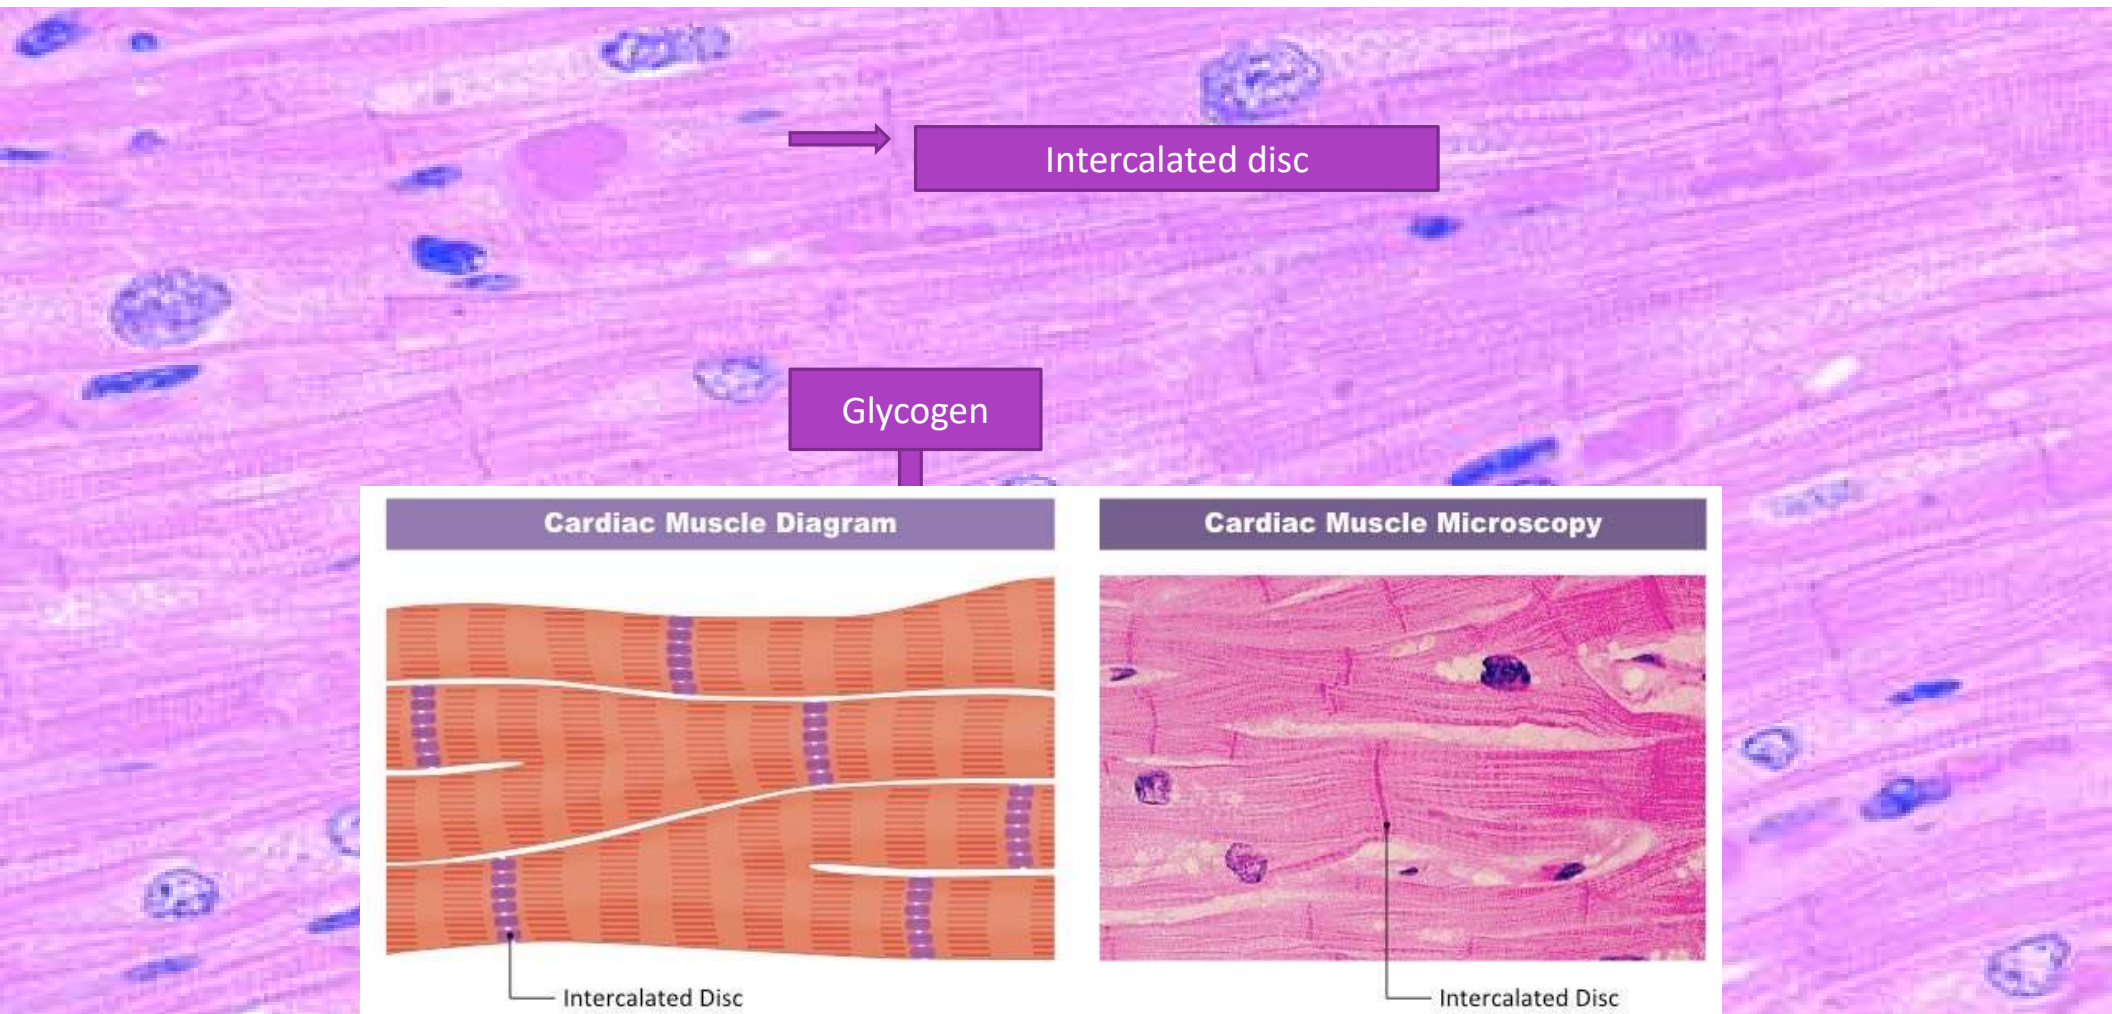 Intercalated disc
Glycogen
Cardiac Muscle Diagram
Cardiac Muscle Microscopy
Intercalated Disc
Intercalated Disc